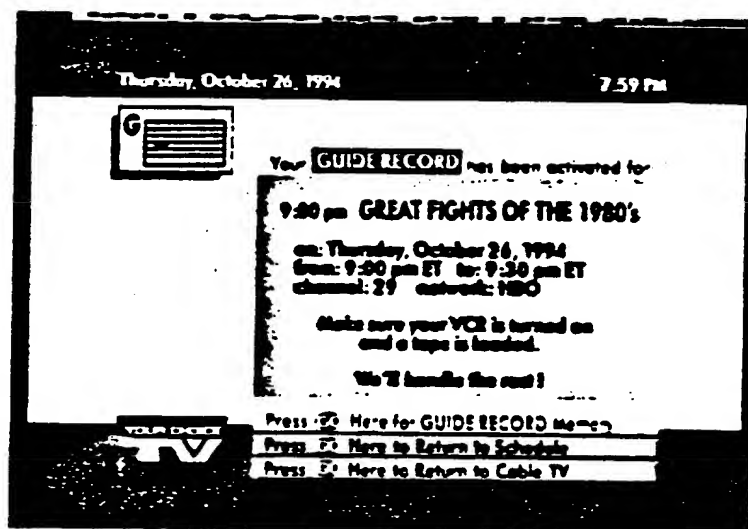 Thursday, October 26, 1994 7:59 PM
G
Your GUIDE RECORD has been activated for
9:00 pm GREAT FIGHTS OF THE 1980's
on: Thursday, October 26, 1994
from: 9:00 pm ET to: 9:30 pm ET
channel: 29 network: HBO
Make sure your VCR is turned on
and a tape is loaded.
We'll handle the rest!
Press Here for GUIDE RECORD Memory
Press Here to Return to Schedule
Press Here to Return to Cable TV
TV